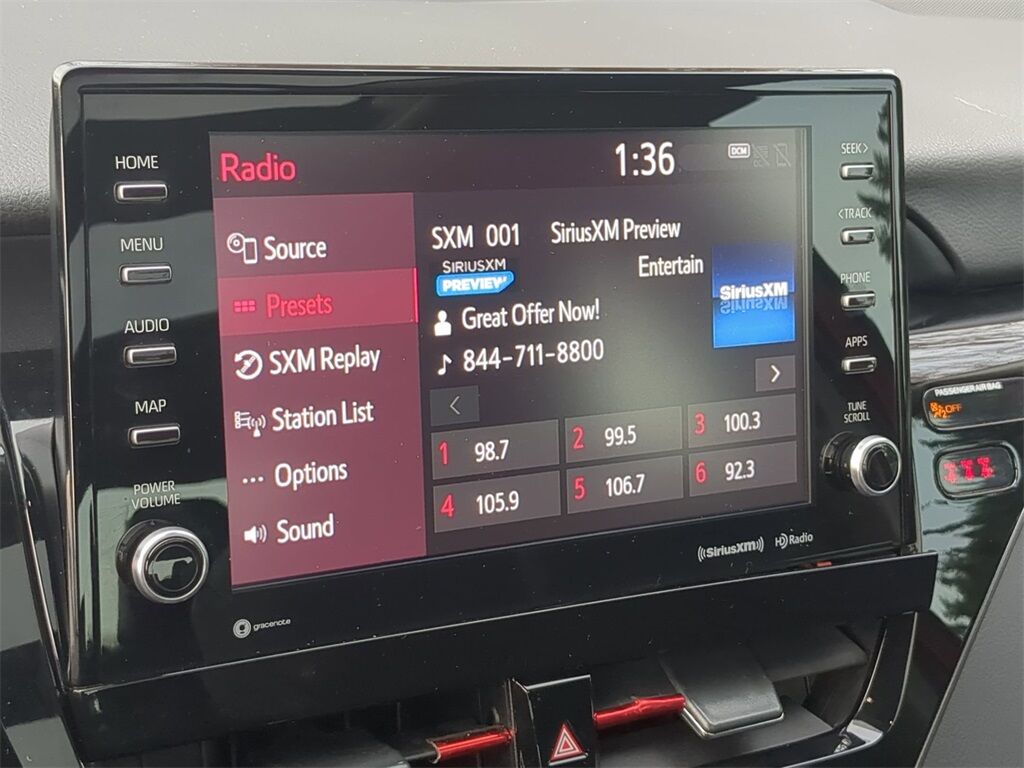 HOME
MENU
AUDIO
MAP
POWER
VOLUME
Radio
1:36
DCM
Source
Presets
SXM Replay
Station List
Options
Sound
SXM 001 SiriusXM Preview
SIRIUSXM
PREVIEW
Entertain
SiriusXM
Great Offer Now!
844-711-8800
1 98.7
2 99.5
3 100.3
4 105.9
5 106.7
6 92.3
SEEK>
<TRACK
PHONE
APPS
TUNE
SCROLL
PASSENGER AIR BAG
OFF
SiriusXM
HD Radio
gracenote